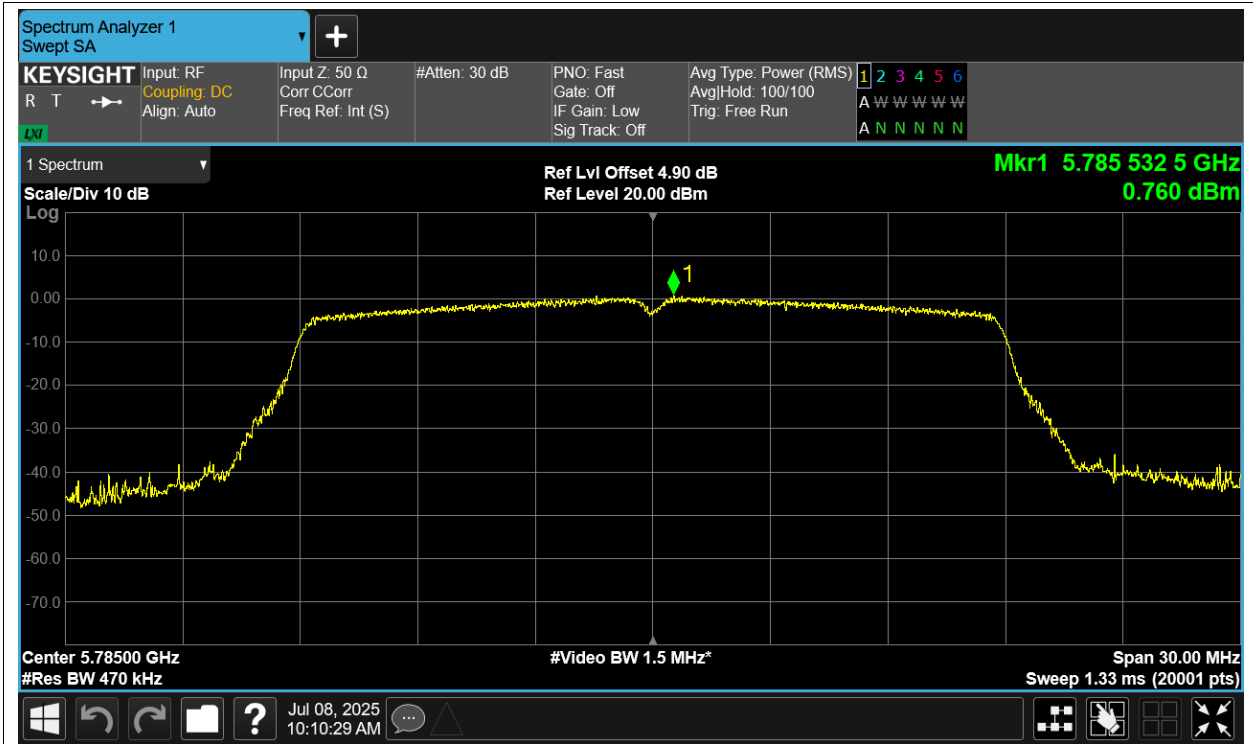 Spectrum Analyzer 1
Swept SA
+
KEYSIGHT
R T
LXI
Input: RF
Coupling: DC
Align: Auto
Input Z: 50 Ω
Corr CCorr
Freq Ref: Int (S)
#Atten: 30 dB
PNO: Fast
Gate: Off
IF Gain: Low
Sig Track: Off
Avg Type: Power (RMS)
Avg|Hold: 100/100
Trig: Free Run
1 2 3 4 5 6
A W W W W W
A N N N N N
1 Spectrum
Scale/Div 10 dB
Log
Ref Lvl Offset 4.90 dB
Ref Level 20.00 dBm
Mkr1 5.785 532 5 GHz
0.760 dBm
1
10.0
0.00
-10.0
-20.0
-30.0
-40.0
-50.0
-60.0
-70.0
Center 5.78500 GHz
#Res BW 470 kHz
#Video BW 1.5 MHz*
Span 30.00 MHz
Sweep 1.33 ms (20001 pts)
?
Jul 08, 2025
10:10:29 AM